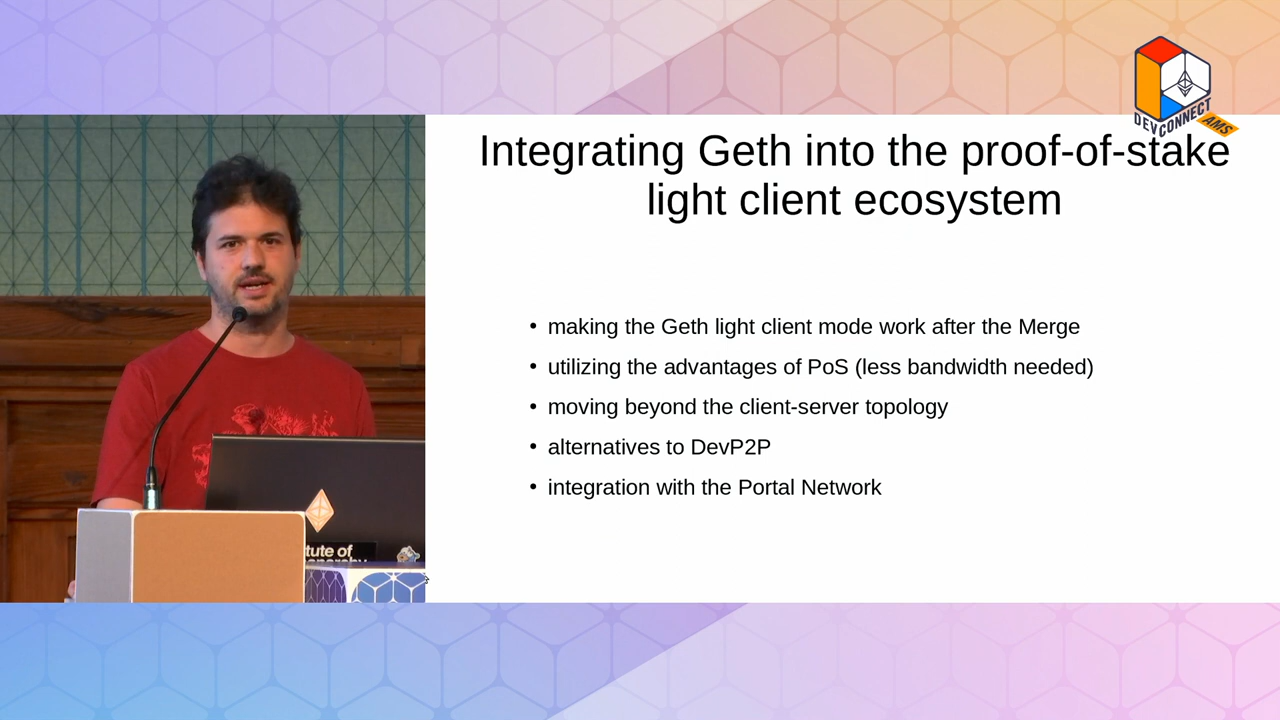 DEVCONNECT
AMS
Integrating Geth into the proof-of-stake
light client ecosystem
• making the Geth light client mode work after the Merge
• utilizing the advantages of PoS (less bandwidth needed)
• moving beyond the client-server topology
• alternatives to DevP2P
• integration with the Portal Network
tute of